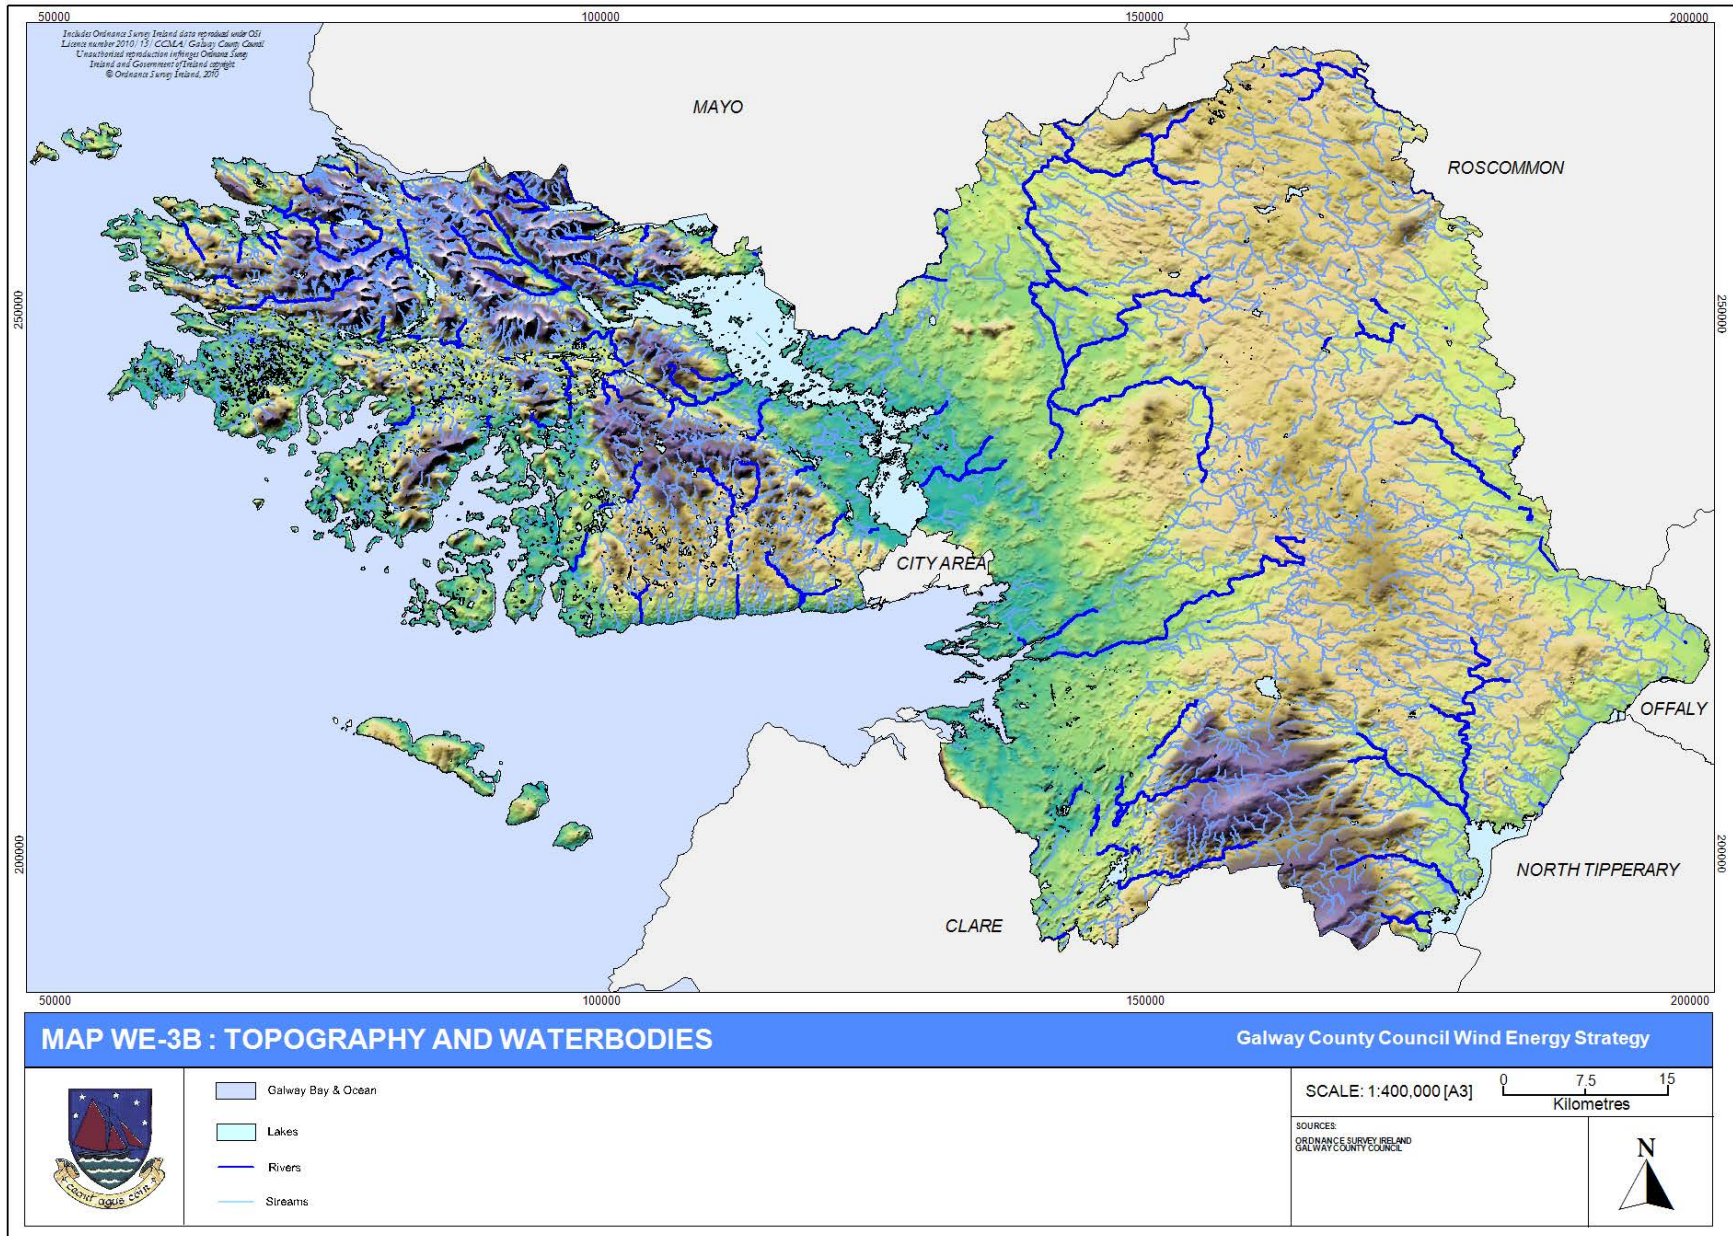 50000
100000
150000
200000
Includes Ordnance Survey Ireland data reproduced under OSi
Licence number 2010/ 13 / CCMA/ Galway County Council
Unauthorised reproduction infringes Ordnance Survey
Ireland and Government of Ireland copyright
© Ordnance Survey Ireland, 2010
MAYO
ROSCOMMON
250000
250000
CITY AREA
OFFALY
200000
200000
NORTH TIPPERARY
CLARE
50000
100000
150000
200000
MAP WE-3B : TOPOGRAPHY AND WATERBODIES
Galway County Council Wind Energy Strategy
Galway Bay & Ocean
Lakes
Rivers
Streams
SCALE: 1:400,000 [A3]
0 7.5 15
Kilometres
SOURCES:
ORDNANCE SURVEY IRELAND
GALWAY COUNTY COUNCIL
N
agus cóir